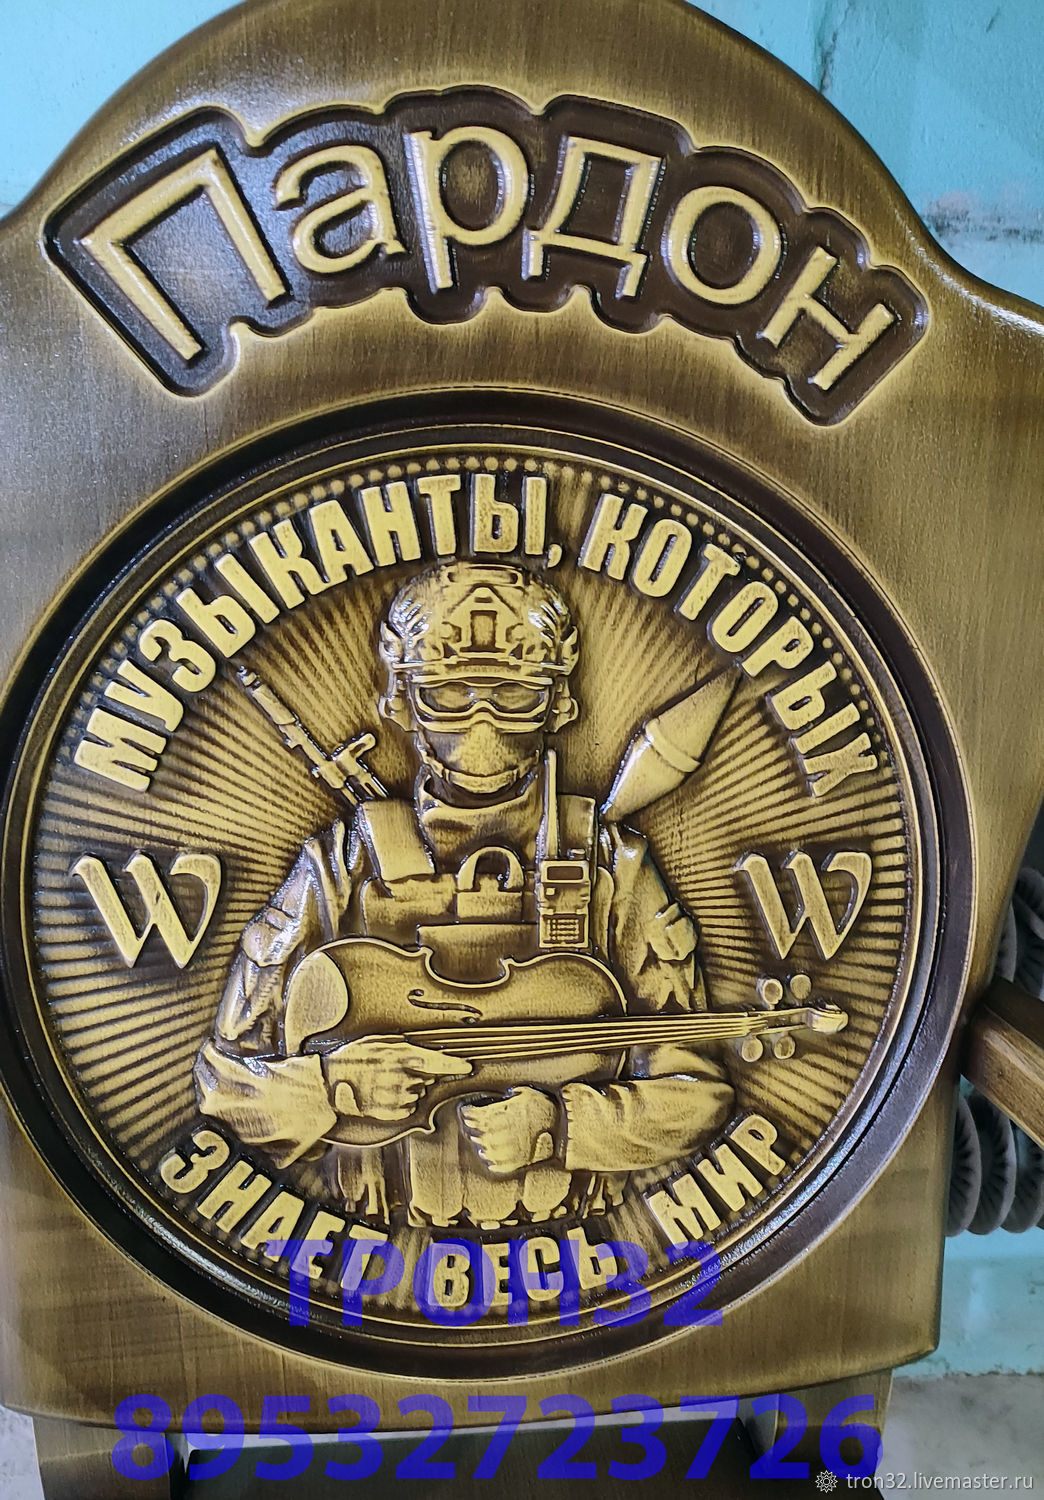 Пардон
МУЗЫКАНТЫ, КОТОРЫХ
W W
ЗНАЕТ ВЕСЬ МИР
ТРОН32
89532723726
tron32.livemaster.ru